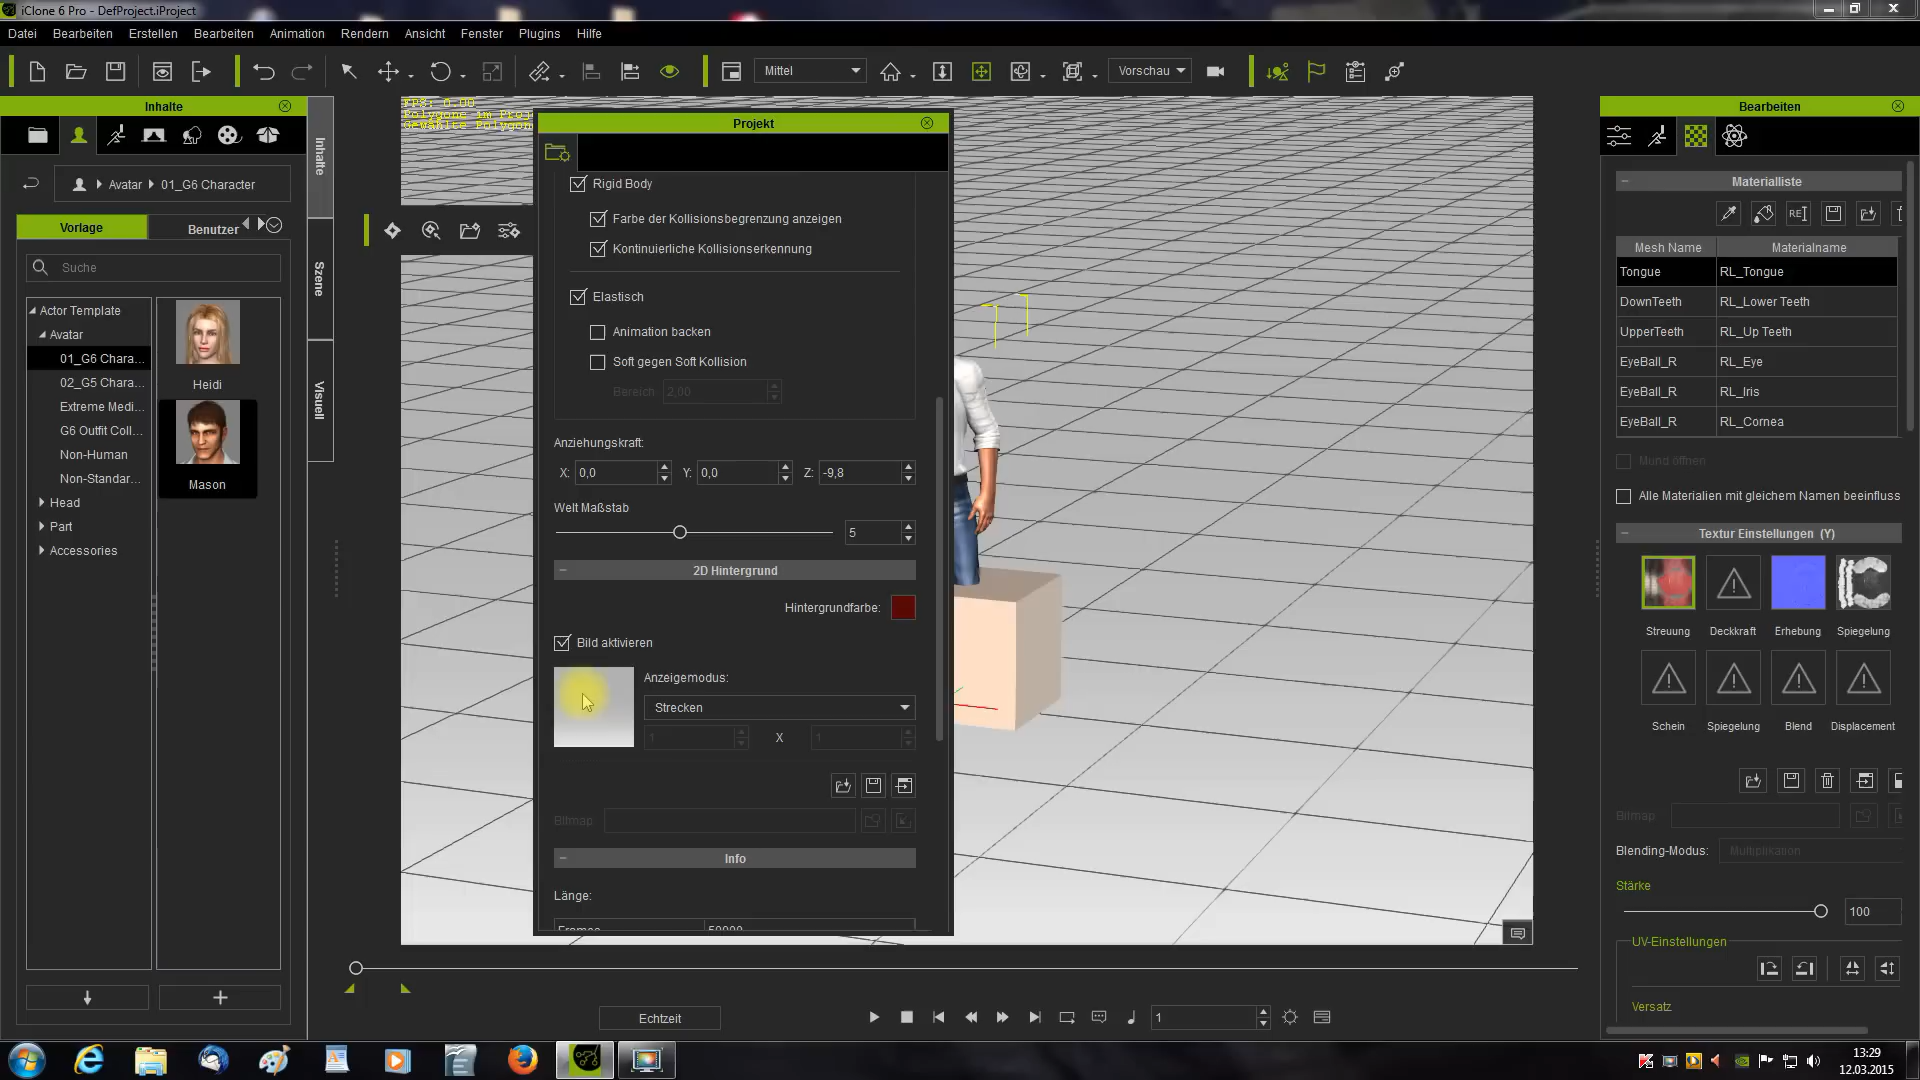 iClone 6 Pro - DefProject.iProject
Datei Bearbeiten Erstellen Bearbeiten Animation Rendern Ansicht Fenster Plugins Hilfe
Mittel
Vorschau
Inhalte
Avatar 01_G6 Character
Vorlage
Benutzer
Suche
Actor Template
Avatar
01_G6 Chara...
02_G5 Chara...
Extreme Medi...
G6 Outfit Coll...
Non-Human
Non-Standar...
Head
Part
Accessories
Heidi
Mason
Inhalte
Szene
Visuell
FPS: 0.00
Projekt
Rigid Body
Farbe der Kollisionsbegrenzung anzeigen
Kontinuierliche Kollisionserkennung
Elastisch
Animation backen
Soft gegen Soft Kollision
Bereich: 2,00
Anziehungskraft:
X: 0,0 Y: 0,0 Z: -9,8
Welt Maßstab
5
2D Hintergrund
Hintergrundfarbe:
Bild aktivieren
Anzeigemodus:
Strecken
1 X 1
Bitmap:
Info
Länge:
Frames 50000
Echtzeit
1
Bearbeiten
Materialliste
Mesh Name Materialname
Tongue RL_Tongue
DownTeeth RL_Lower Teeth
UpperTeeth RL_Up Teeth
EyeBall_R RL_Eye
EyeBall_R RL_Iris
EyeBall_R RL_Cornea
Mund öffnen
Alle Materialien mit gleichem Namen beeinfluss
Textur Einstellungen (Y)
Streuung Deckkraft Erhebung Spiegelung
Schein Spiegelung Blend Displacement
Bitmap:
Blending-Modus: Multiplikation
Stärke
100
UV-Einstellungen
Versatz
13:29
12.03.2015